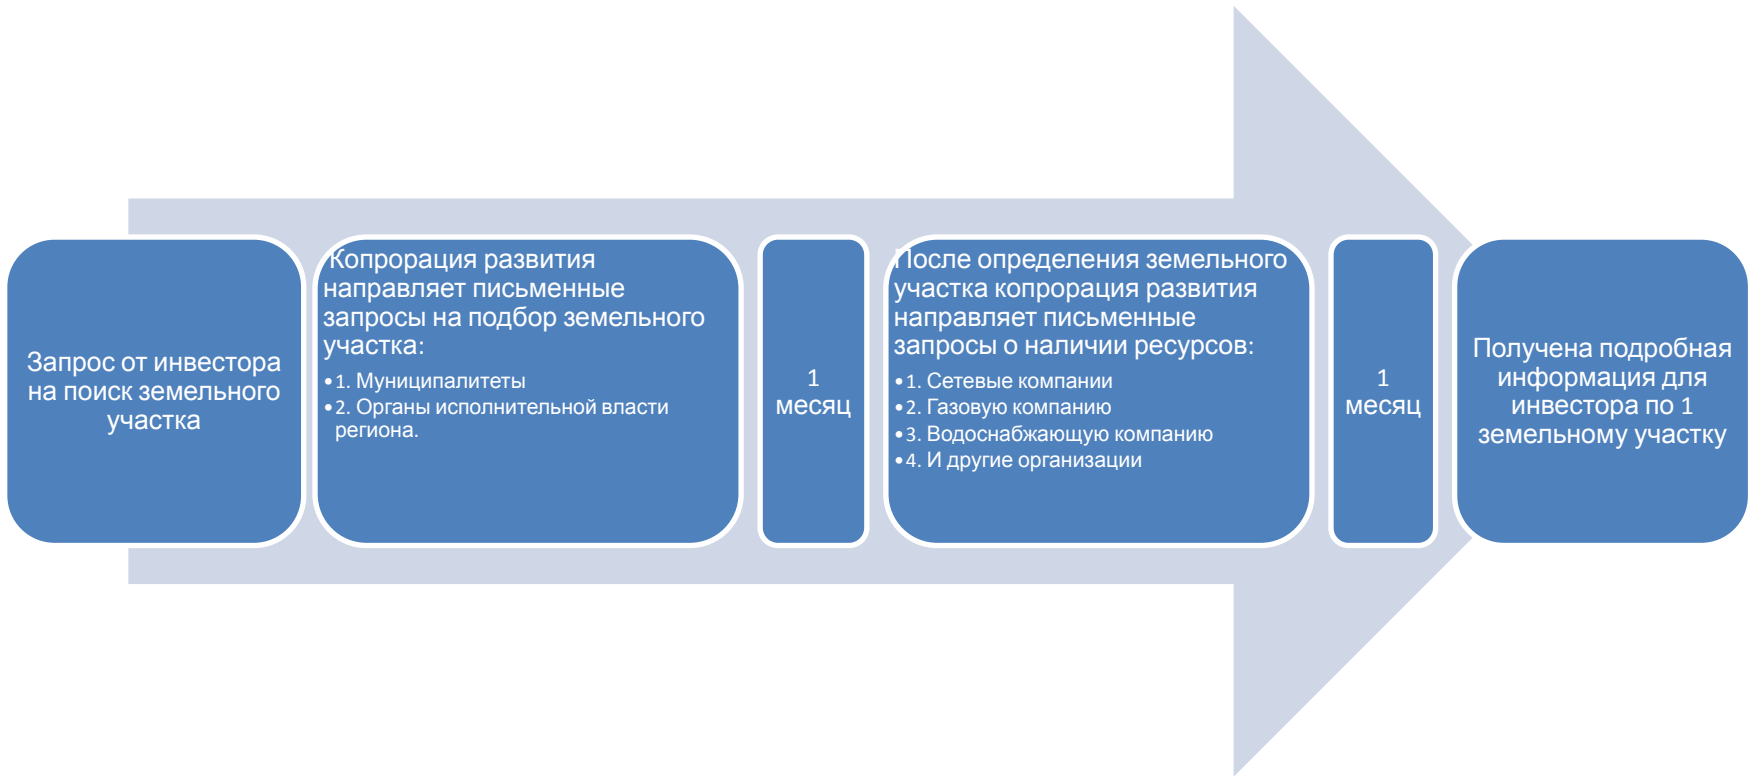 Запрос от инвестора
на поиск земельного
участка
Копрорация развития
направляет письменные
запросы на подбор земельного
участка:
•1. Муниципалитеты
•2. Органы исполнительной власти
региона.
1
месяц
После определения земельного
участка копрорация развития
направляет письменные
запросы о наличии ресурсов:
•1. Сетевые компании
•2. Газовую компанию
•3. Водоснабжающую компанию
•4. И другие организации
1
месяц
Получена подробная
информация для
инвестора по 1
земельному участку